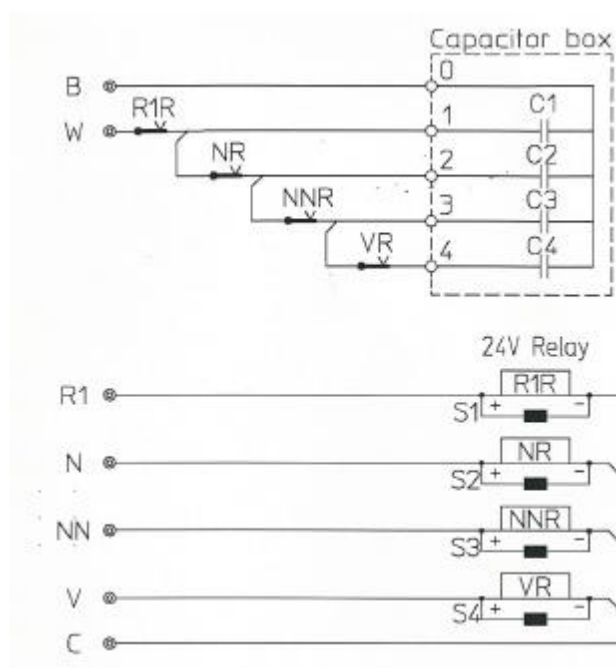 Capacitor box
B 0
R1R C1
W 1
NR C2
2
NNR C3
3
VR C4
4
24V Relay
R1 R1R
S1 + -
N NR
S2 + -
NN NNR
S3 + -
V VR
S4 + -
C